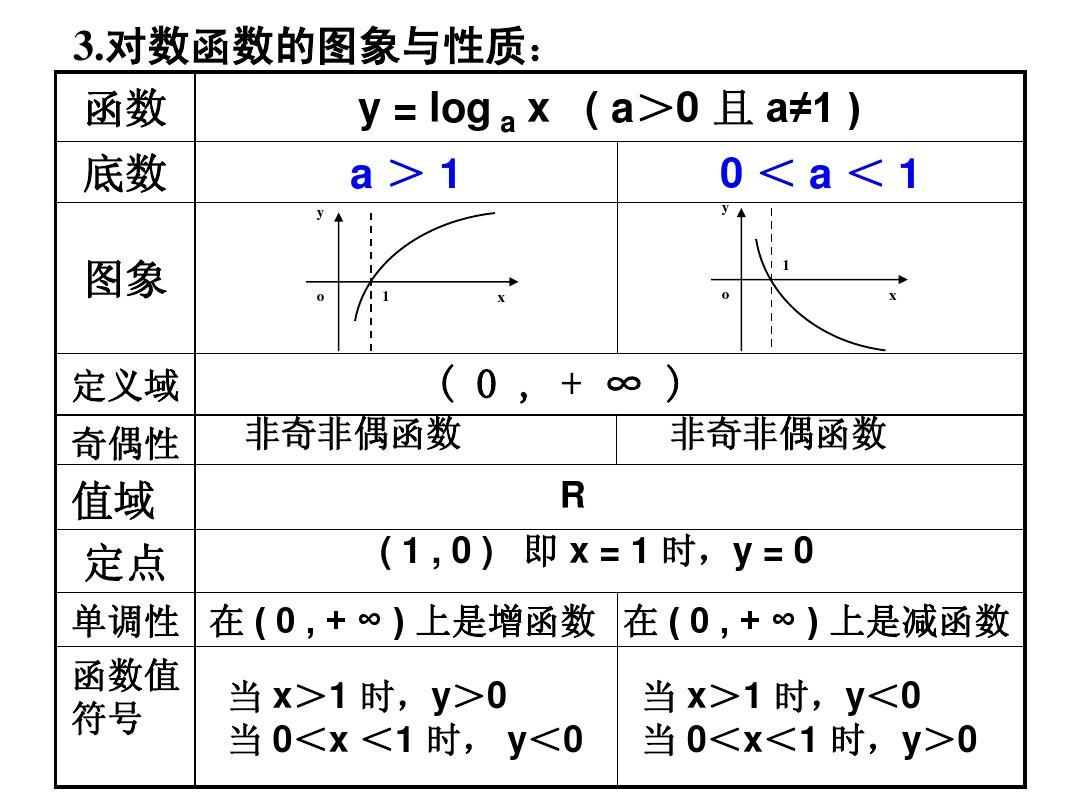 3.对数函数的图象与性质：
函数 y = log a x ( a＞0 且 a≠1 )
底数 a ＞ 1 0 ＜ a ＜ 1
图象
y
o 1 x
y
1
o x
定义域 ( 0 , + ∞ )
奇偶性 非奇非偶函数 非奇非偶函数
值域 R
定点 ( 1 , 0 ) 即 x = 1 时，y = 0
单调性 在 ( 0 , + ∞ ) 上是增函数 在 ( 0 , + ∞ ) 上是减函数
函数值
符号
当 x＞1 时，y＞0
当 0＜x ＜1 时， y＜0
当 x＞1 时，y＜0
当 0＜x＜1 时，y＞0